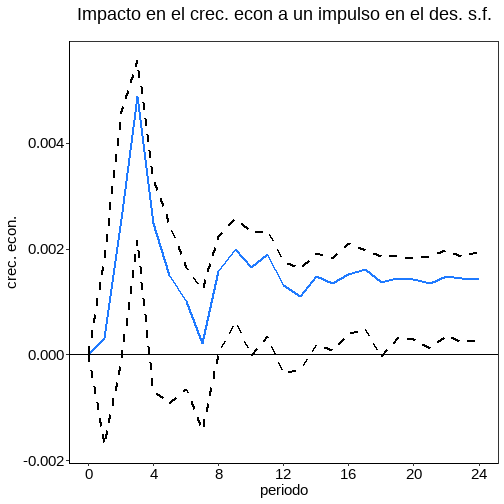 Impacto en el crec. econ a un impulso en el des. s.f.
crec. econ.
0.004
0.002
0.000
-0.002
0 4 8 12 16 20 24
periodo